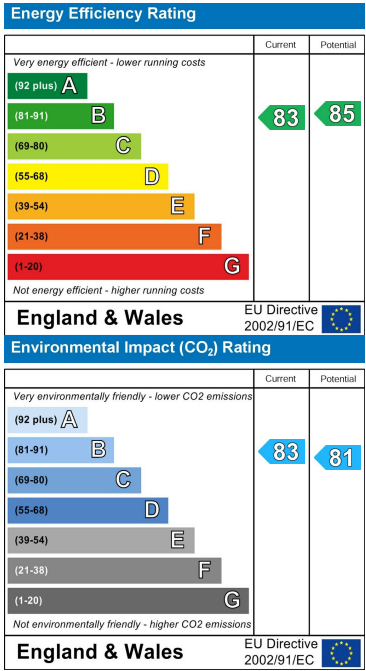 Energy Efficiency Rating
Current Potential
Very energy efficient - lower running costs
(92 plus) A
(81-91) B 83 85
(69-80) C
(55-68) D
(39-54) E
(21-38) F
(1-20) G
Not energy efficient - higher running costs
England & Wales EU Directive 2002/91/EC
Environmental Impact (CO₂) Rating
Current Potential
Very environmentally friendly - lower CO2 emissions
(92 plus) A
(81-91) B 83 81
(69-80) C
(55-68) D
(39-54) E
(21-38) F
(1-20) G
Not environmentally friendly - higher CO2 emissions
England & Wales EU Directive 2002/91/EC